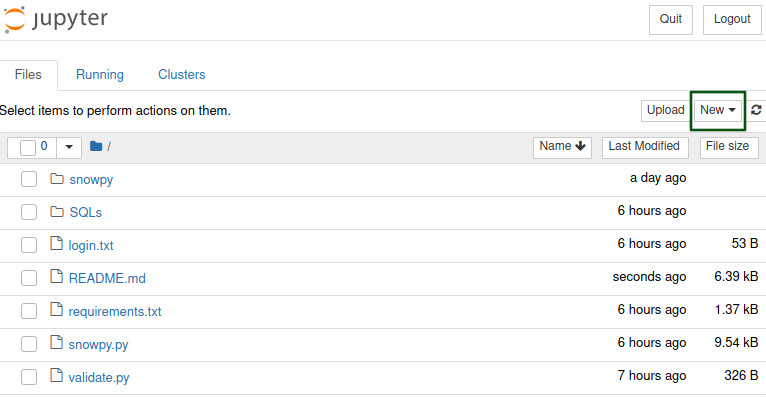 jupyter Quit Logout
Files Running Clusters
Select items to perform actions on them. Upload New
0 / Name Last Modified File size
snowpy a day ago
SQLs 6 hours ago
login.txt 6 hours ago 53 B
README.md seconds ago 6.39 kB
requirements.txt 6 hours ago 1.37 kB
snowpy.py 6 hours ago 9.54 kB
validate.py 7 hours ago 326 B